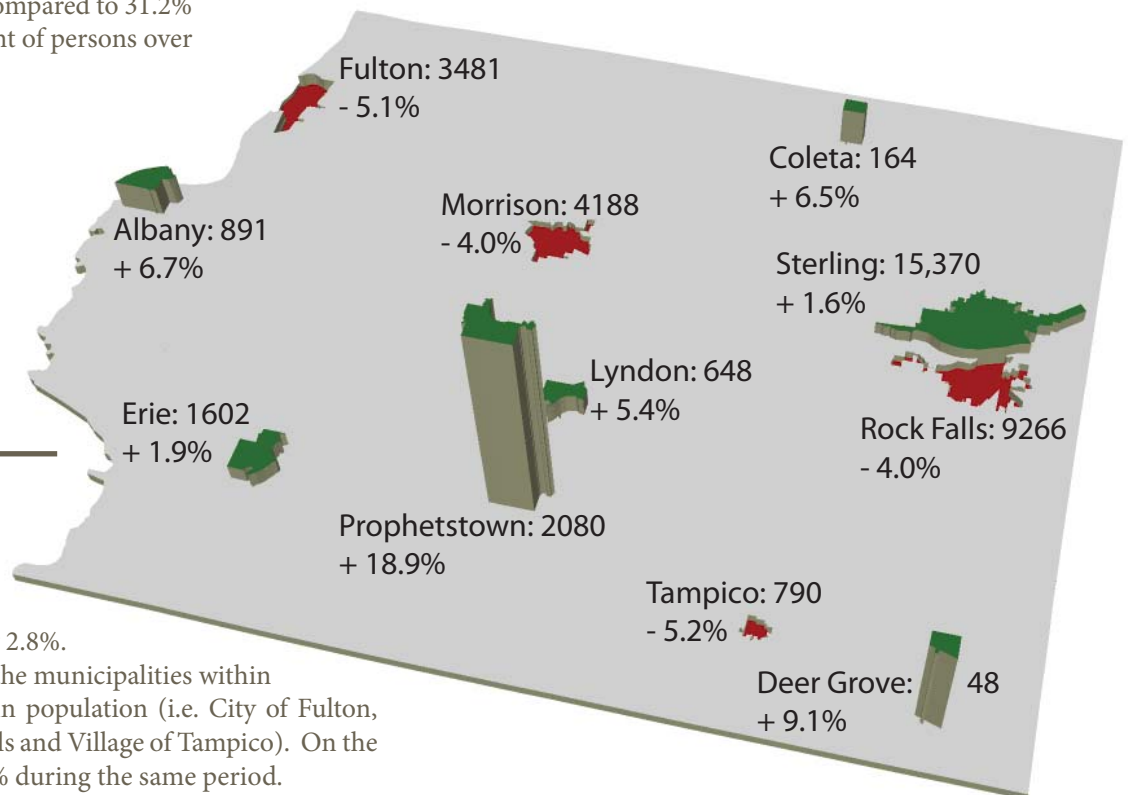 ompared to 31.2%
nt of persons over
Fulton: 3481
- 5.1%
Coleta: 164
+ 6.5%
Albany: 891
+ 6.7%
Morrison: 4188
- 4.0%
Sterling: 15,370
+ 1.6%
Lyndon: 648
+ 5.4%
Erie: 1602
+ 1.9%
Rock Falls: 9266
- 4.0%
Prophetstown: 2080
+ 18.9%
Tampico: 790
- 5.2%
Deer Grove: 48
+ 9.1%
2.8%.
he municipalities within
in population (i.e. City of Fulton,
ls and Village of Tampico). On the
% during the same period.